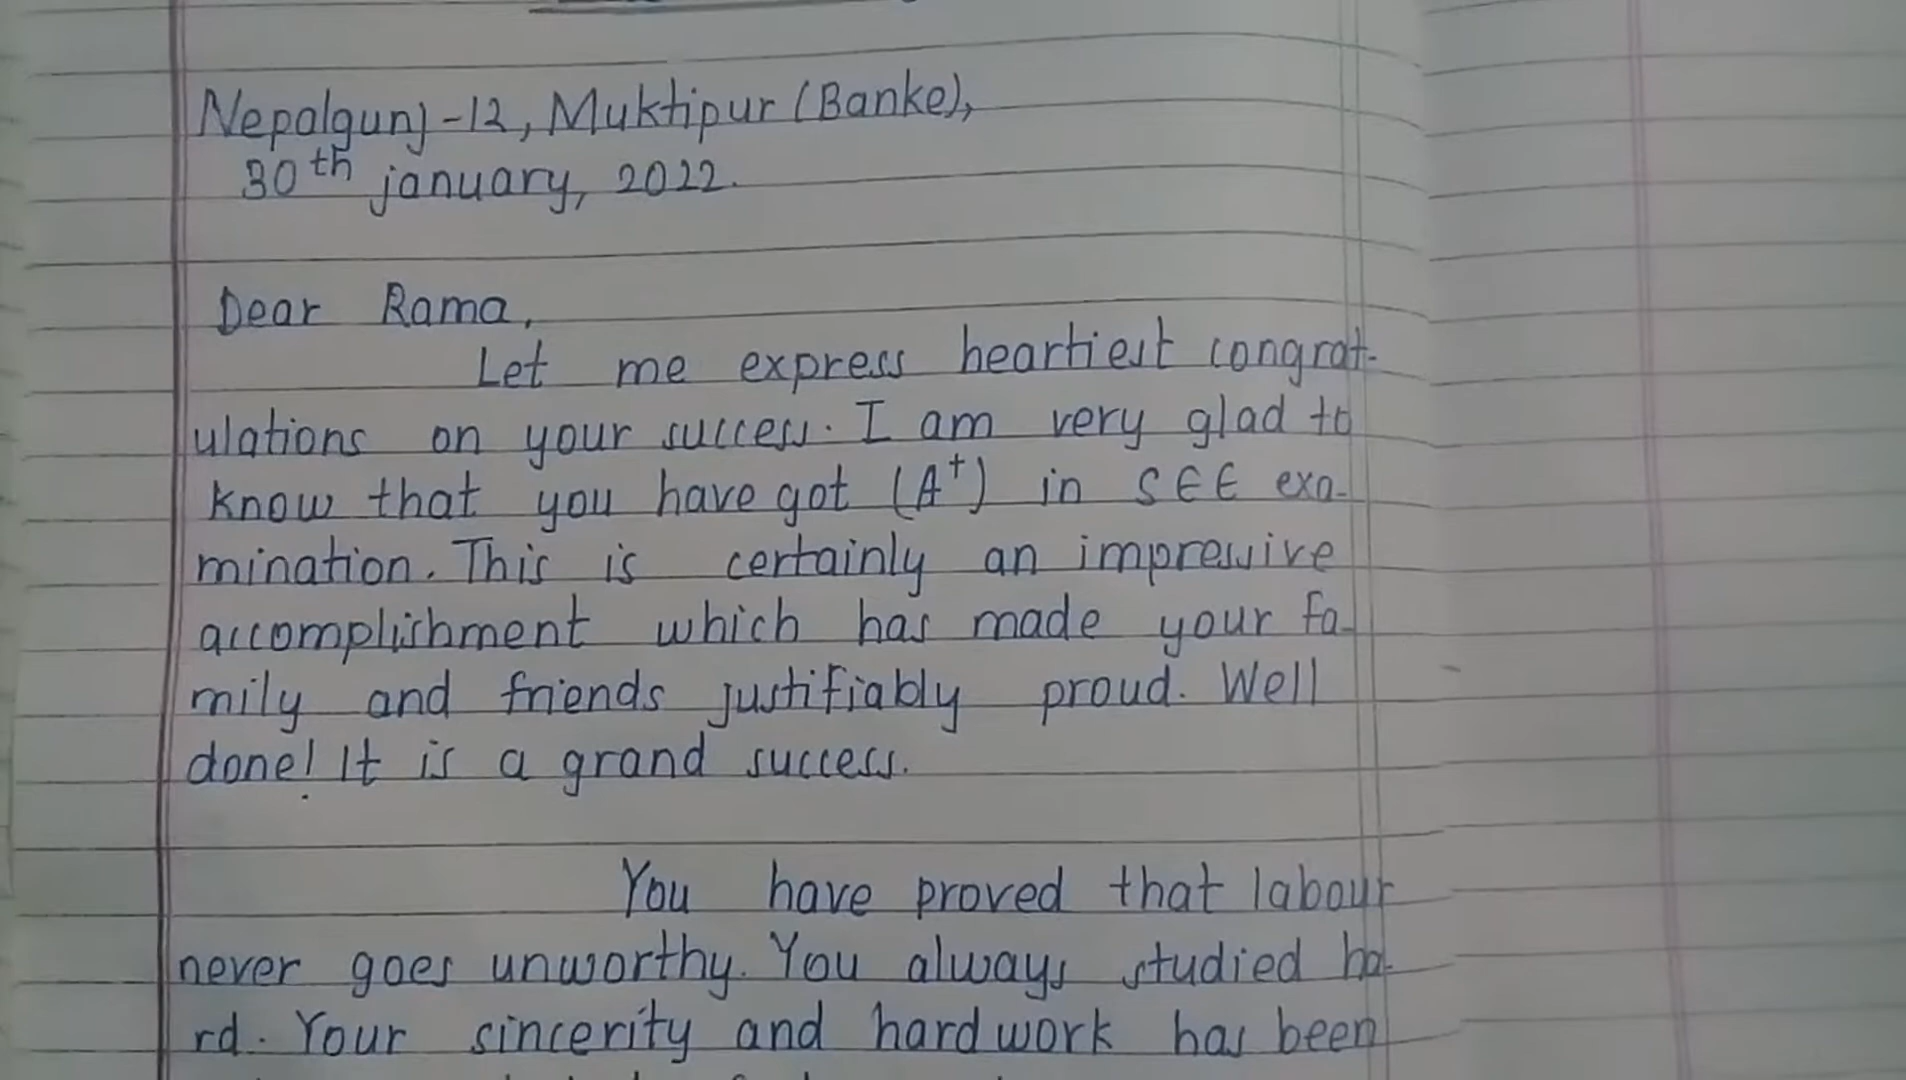 Nepalgunj-12, Muktipur (Banke),
30th january, 2022.
Dear Rama,
Let me express heartiest congrat-
ulations on your success. I am very glad to
know that you have got (A+) in SEE exa-
mination. This is certainly an impressive
accomplishment which has made your fa-
mily and friends justifiably proud. Well
done! It is a grand success.
You have proved that labour
never goes unworthy. You always studied ha-
rd. Your sincerity and hard work has been